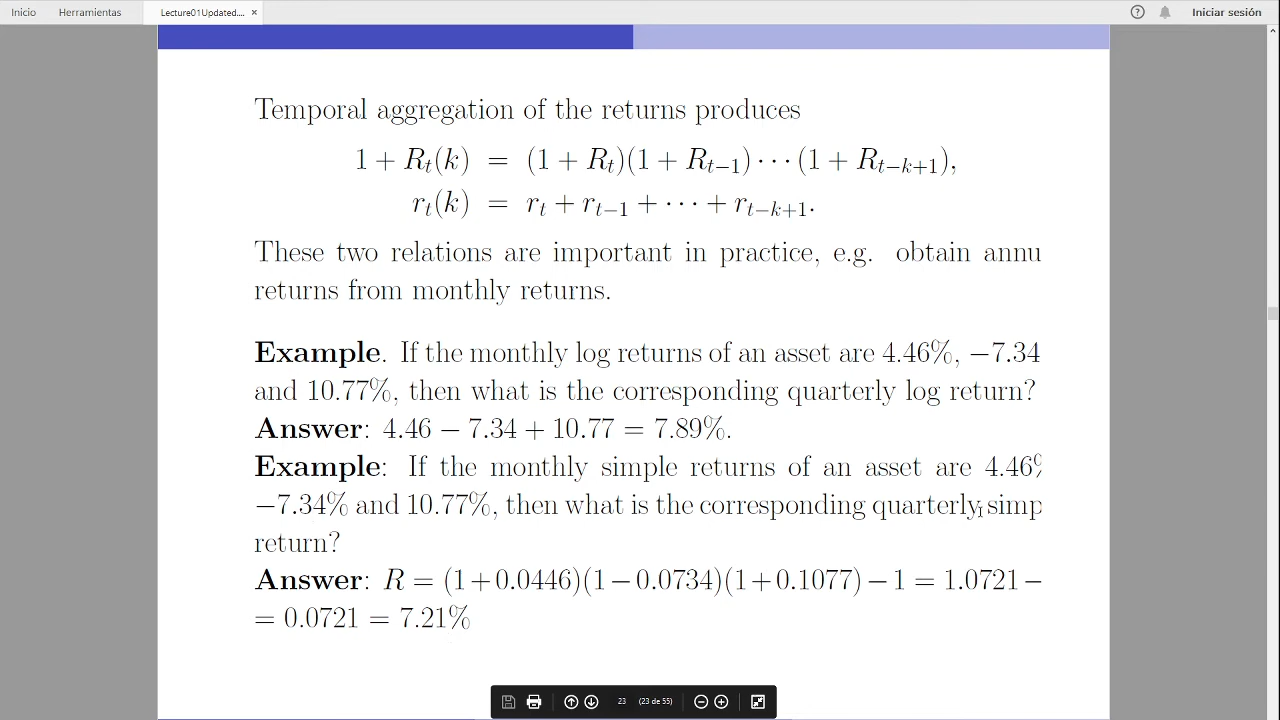 Inicio Herramientas Lecture01Updated.... × Iniciar sesión
Temporal aggregation of the returns produces
1 + R_t(k) = (1 + R_t)(1 + R_{t−1}) ··· (1 + R_{t−k+1}),
r_t(k) = r_t + r_{t−1} + ··· + r_{t−k+1}.
These two relations are important in practice, e.g. obtain annu
returns from monthly returns.
Example. If the monthly log returns of an asset are 4.46%, −7.34
and 10.77%, then what is the corresponding quarterly log return?
Answer: 4.46 − 7.34 + 10.77 = 7.89%.
Example: If the monthly simple returns of an asset are 4.46%
−7.34% and 10.77%, then what is the corresponding quarterly simp
return?
Answer: R = (1+0.0446)(1−0.0734)(1+0.1077)−1 = 1.0721−
= 0.0721 = 7.21%
23 (23 de 55)